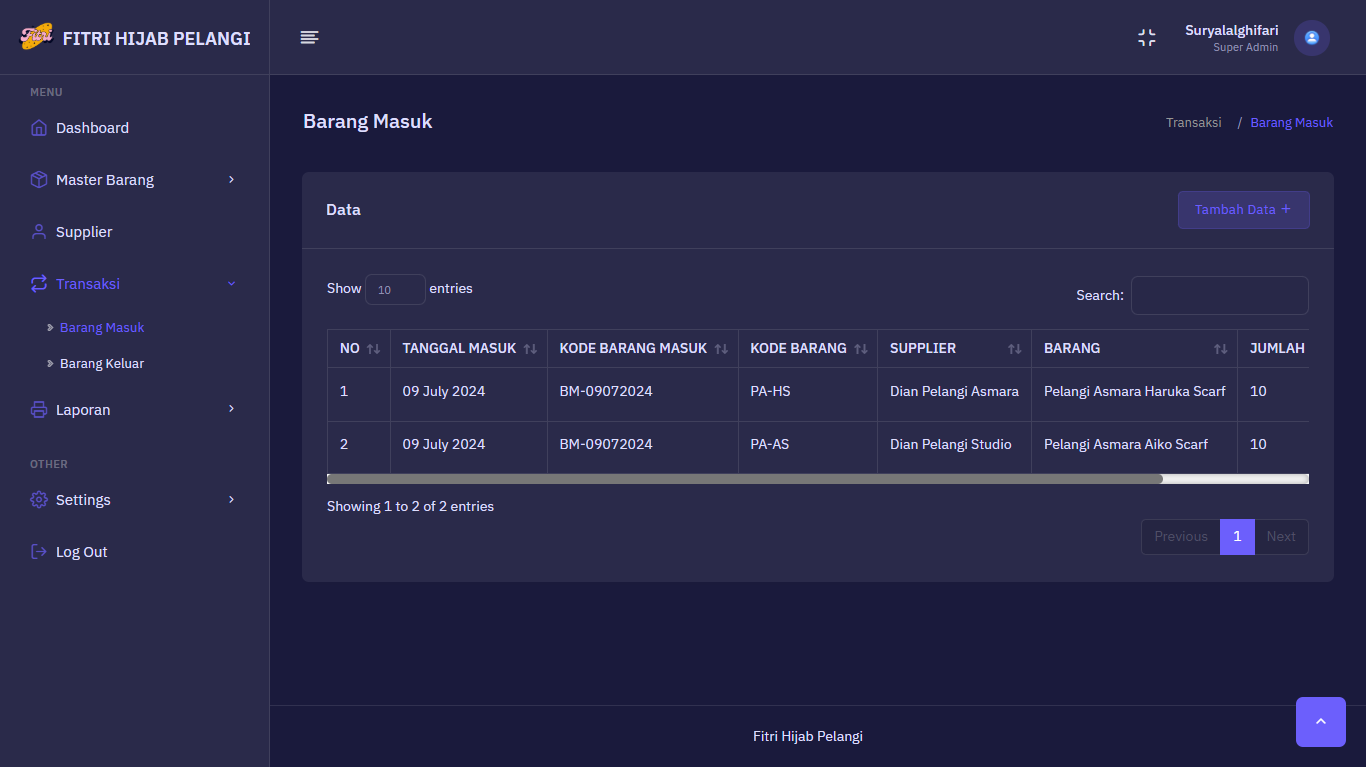 Fitri
FITRI HIJAB PELANGI
Suryalalghifari
Super Admin
MENU
Dashboard
Master Barang
Supplier
Transaksi
Barang Masuk
Barang Keluar
Laporan
OTHER
Settings
Log Out
Barang Masuk
Transaksi / Barang Masuk
Data
Tambah Data +
Show 10 entries
Search:
NO TANGGAL MASUK KODE BARANG MASUK KODE BARANG SUPPLIER BARANG JUMLAH
1 09 July 2024 BM-09072024 PA-HS Dian Pelangi Asmara Pelangi Asmara Haruka Scarf 10
2 09 July 2024 BM-09072024 PA-AS Dian Pelangi Studio Pelangi Asmara Aiko Scarf 10
Showing 1 to 2 of 2 entries
Previous 1 Next
Fitri Hijab Pelangi